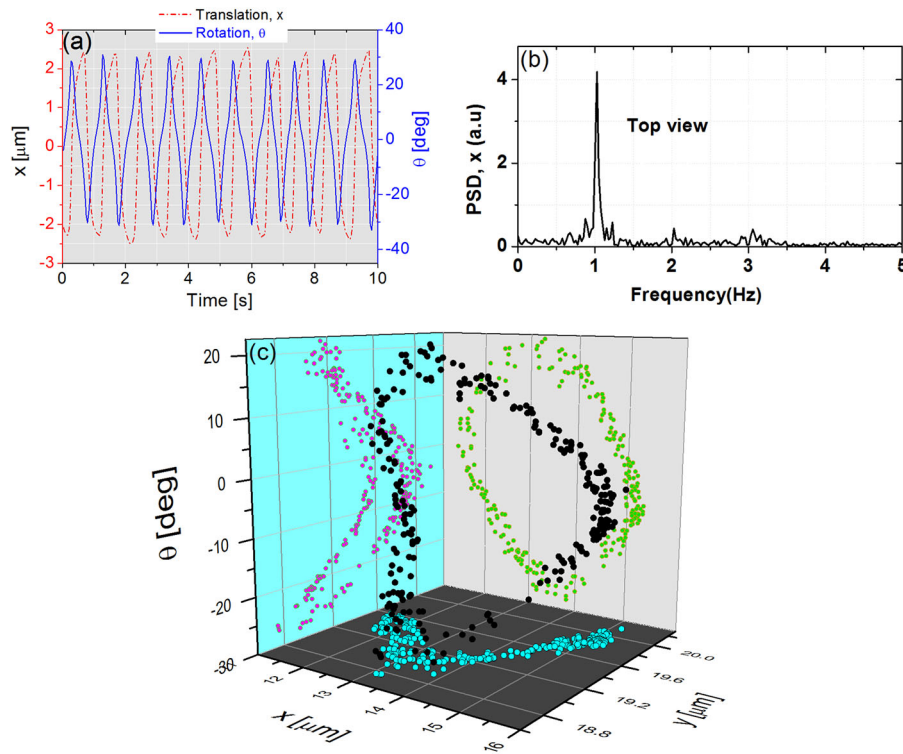 Translation, x
Rotation, θ
(a)
3
2
1
0
-1
-2
-3
x [µm]
40
20
0
-20
-40
θ [deg]
0 2 4 6 8 10
Time [s]
(b)
4
2
0
PSD, x (a.u)
Top view
0 1 2 3 4 5
Frequency(Hz)
(c)
20
10
0
-10
-20
-30
θ [deg]
12
13
14
15
16
x [µm]
20.0
19.6
19.2
18.8
y [µm]